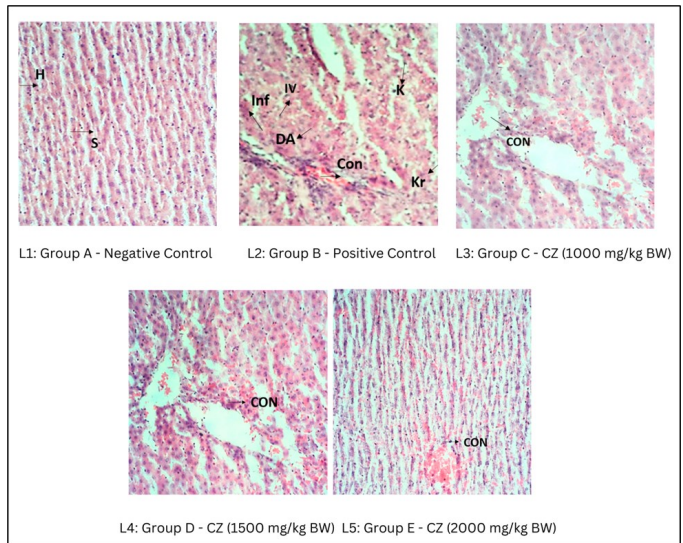 H
S
L1: Group A - Negative Control
Inf
IV
K
DA
Con
Kr
L2: Group B - Positive Control
CON
L3: Group C - CZ (1000 mg/kg BW)
CON
L4: Group D - CZ (1500 mg/kg BW)
CON
L5: Group E - CZ (2000 mg/kg BW)